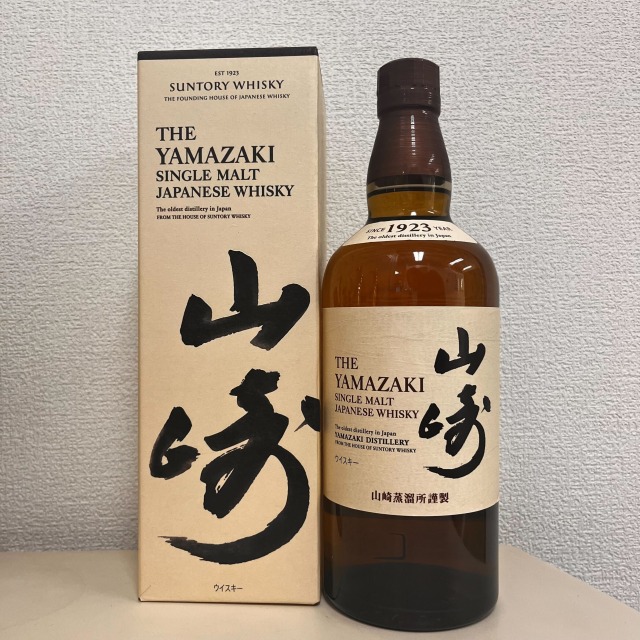 EST 1923
SUNTORY WHISKY
THE FOUNDING HOUSE OF JAPANESE WHISKY
THE
YAMAZAKI
SINGLE MALT
JAPANESE WHISKY
The oldest distillery in Japan
FROM THE HOUSE OF SUNTORY WHISKY
山崎
ウイスキー
SINCE 1923 YEAR.
The oldest distillery in Japan
THE
YAMAZAKI
SINGLE MALT
JAPANESE WHISKY
The oldest distillery in Japan
YAMAZAKI DISTILLERY
FROM THE HOUSE OF SUNTORY WHISKY
ウイスキー
山崎
山崎蒸溜所謹製